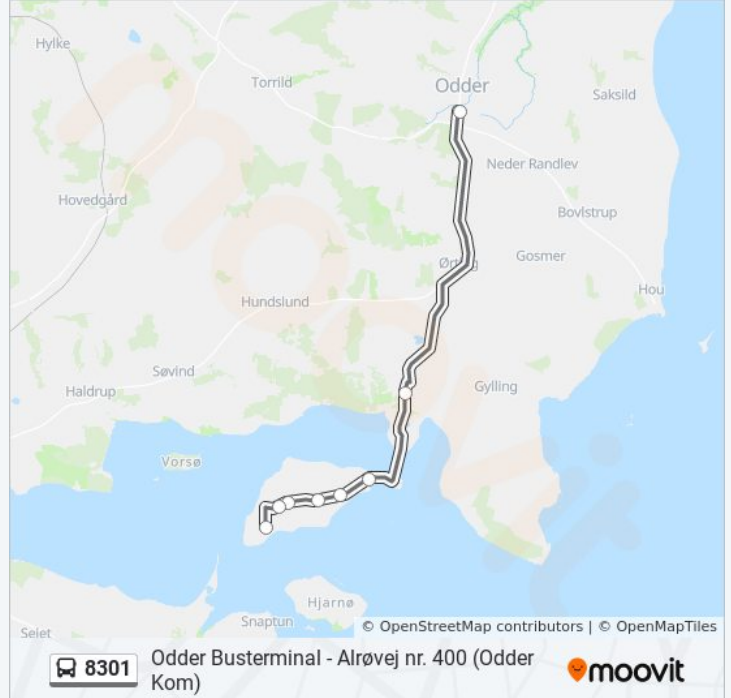 Hylke
Torrild
Odder
Saksild
Neder Randlev
Hovedgård
Bovlstrup
Gosmer
Hou
Hundslund
Søvind
Haldrup
Gylling
Vorsø
Hjarnø
Snaptun
© OpenStreetMap contributors | © OpenMapTiles
8301
Odder Busterminal - Alrøvej nr. 400 (Odder
Kom)
moovit